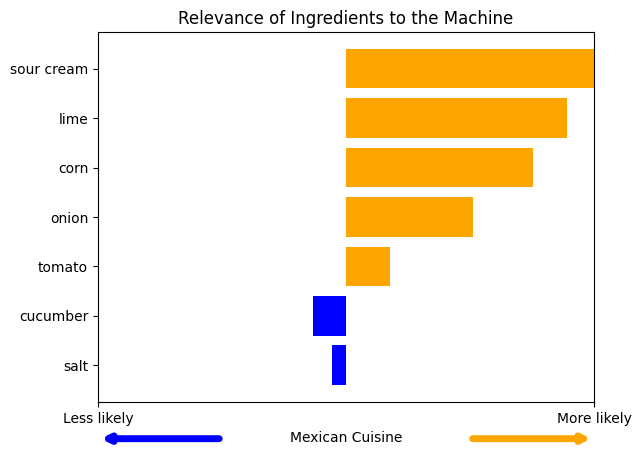 Relevance of Ingredients to the Machine
sour cream
lime
corn
onion
tomato
cucumber
salt
Less likely
More likely
Mexican Cuisine